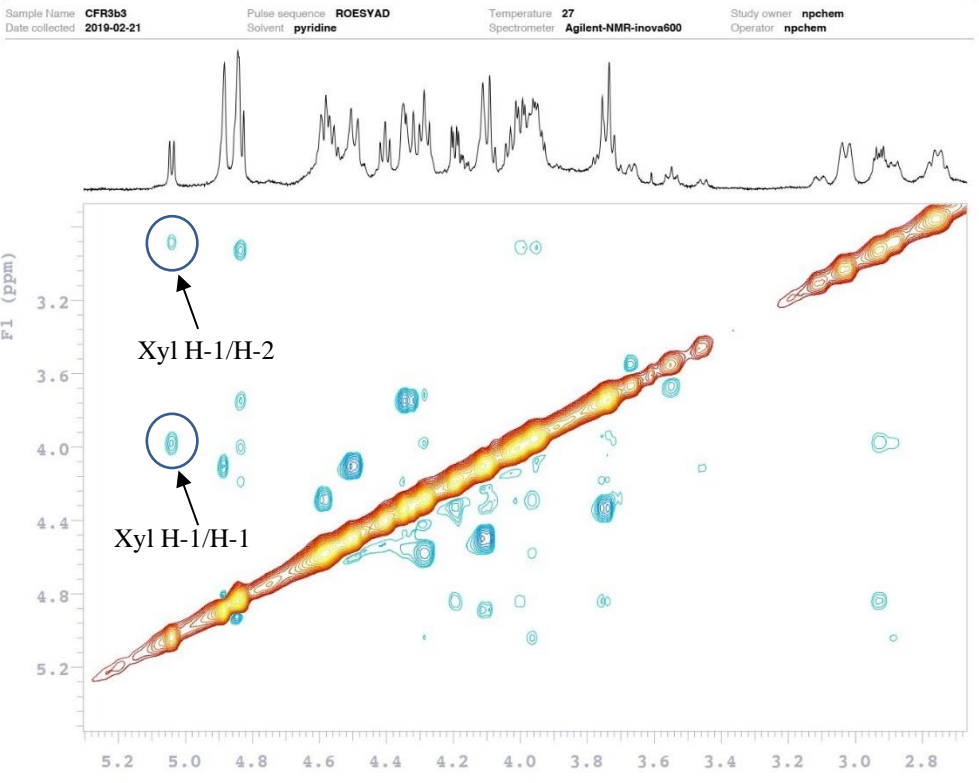 Sample Name CFR3b3 Pulse sequence ROESYAD Temperature 27 Study owner npchem
Date collected 2019-02-21 Solvent pyridine Spectrometer Agilent-NMR-inova600 Operator npchem
F1 (ppm)
3.2
Xyl H-1/H-2
3.6
4.0
4.4
Xyl H-1/H-1
4.8
5.2
5.2 5.0 4.8 4.6 4.4 4.2 4.0 3.8 3.6 3.4 3.2 3.0 2.8